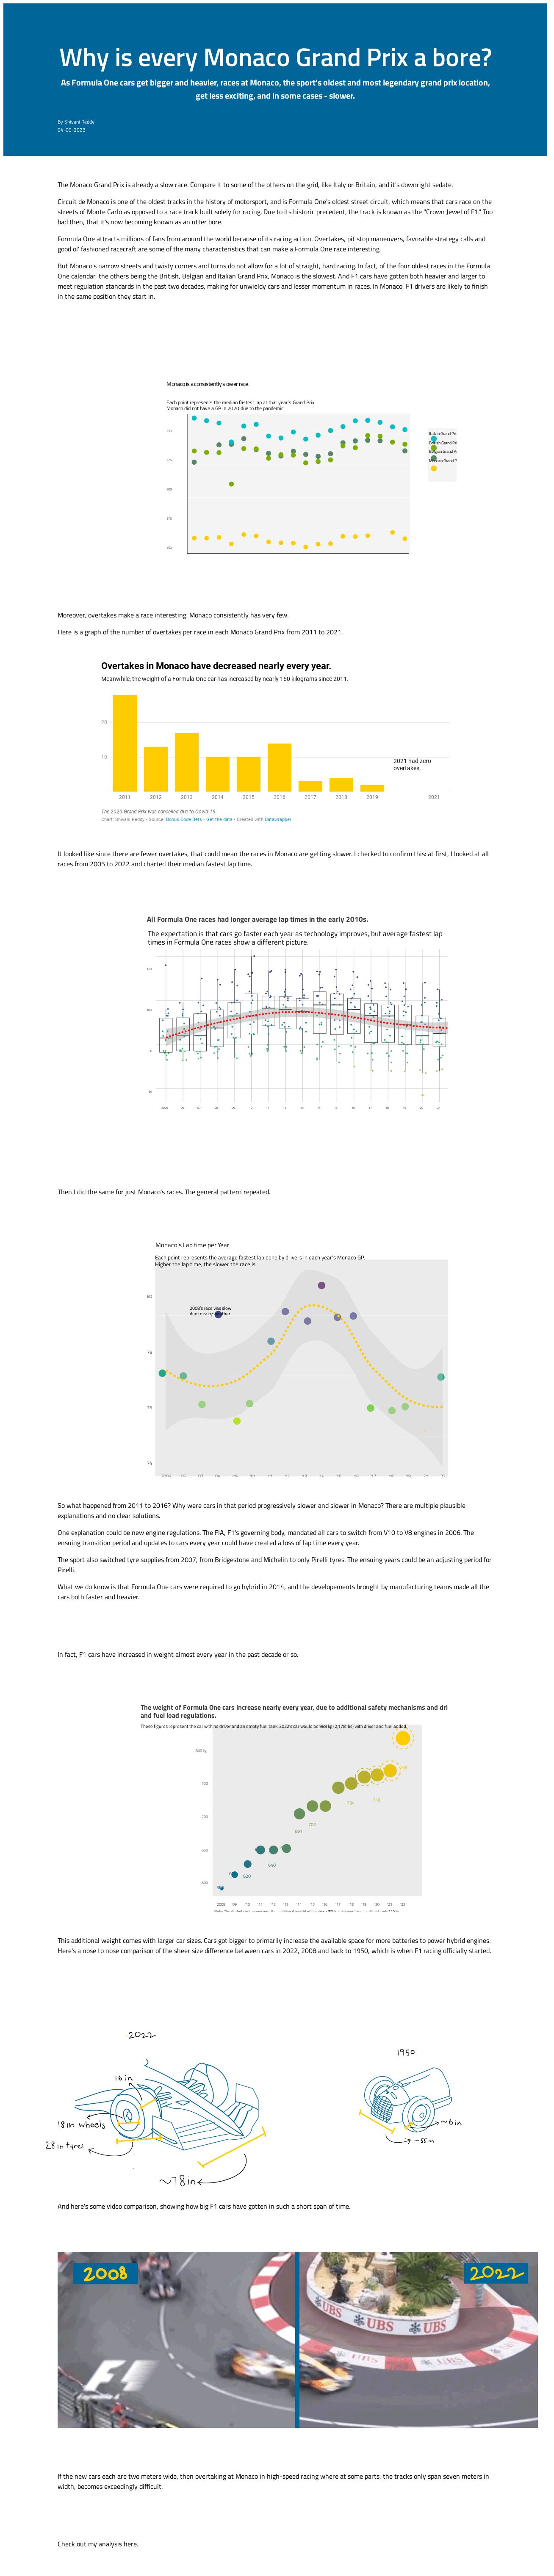 Why is every Monaco Grand Prix a bore?
As Formula One cars get bigger and heavier, races at Monaco, the sport's oldest and most legendary grand prix location,
get less exciting, and in some cases - slower.
By Shivani Reddy
04-09-2023
The Monaco Grand Prix is already a slow race. Compare it to some of the others on the grid, like Italy or Britain, and it's downright sedate.
Circuit de Monaco is one of the oldest tracks in the history of motorsport, and is Formula One's oldest street circuit, which means that cars race on the
streets of Monte Carlo as opposed to a race track built solely for racing. Due to its historic precedent, the track is known as the "Crown Jewel of F1." Too
bad then, that it's now becoming known as an utter bore.
Formula One attracts millions of fans from around the world because of its racing action. Overtakes, pit stop maneuvers, favorable strategy calls and
good ol' fashioned racecraft are some of the many characteristics that can make a Formula One race interesting.
But Monaco's narrow streets and twisty corners and turns do not allow for a lot of straight, hard racing. In fact, of the four oldest races in the Formula
One calendar, the others being the British, Belgian and Italian Grand Prix, Monaco is the slowest. And F1 cars have gotten both heavier and larger to
meet regulation standards in the past two decades, making for unwieldy cars and lesser momentum in races. In Monaco, F1 drivers are likely to finish
in the same position they start in.
Monaco is a consistently slower race.
Each point represents the median fastest lap at that year's Grand Prix.
Monaco did not have a GP in 2020 due to the pandemic.
Italian Grand Pri
British Grand Pri
Belgian Grand Pr
Monaco Grand P
Moreover, overtakes make a race interesting. Monaco consistently has very few.
Here is a graph of the number of overtakes per race in each Monaco Grand Prix from 2011 to 2021.
Overtakes in Monaco have decreased nearly every year.
Meanwhile, the weight of a Formula One car has increased by nearly 160 kilograms since 2011.
20
10
2021 had zero
overtakes.
2011 2012 2013 2014 2015 2016 2017 2018 2019 2021
The 2020 Grand Prix was cancelled due to Covid-19.
Chart: Shivani Reddy • Source: Bonus Code Bets • Get the data • Created with Datawrapper
It looked like since there are fewer overtakes, that could mean the races in Monaco are getting slower. I checked to confirm this: at first, I looked at all
races from 2005 to 2022 and charted their median fastest lap time.
All Formula One races had longer average lap times in the early 2010s.
The expectation is that cars go faster each year as technology improves, but average fastest lap
times in Formula One races show a different picture.
Then I did the same for just Monaco's races. The general pattern repeated.
Monaco's Lap time per Year
Each point represents the average fastest lap done by drivers in each year's Monaco GP.
Higher the lap time, the slower the race is.
80
2008's race was slow
due to rainy weather
78
76
74
So what happened from 2011 to 2016? Why were cars in that period progressively slower and slower in Monaco? There are multiple plausible
explanations and no clear solutions.
One explanation could be new engine regulations. The FIA, F1's governing body, mandated all cars to switch from V10 to V8 engines in 2006. The
ensuing transition period and updates to cars every year could have created a loss of lap time every year.
The sport also switched tyre supplies from 2007, from Bridgestone and Michelin to only Pirelli tyres. The ensuing years could be an adjusting period for
Pirelli.
What we do know is that Formula One cars were required to go hybrid in 2014, and the developements brought by manufacturing teams made all the
cars both faster and heavier.
In fact, F1 cars have increased in weight almost every year in the past decade or so.
The weight of Formula One cars increase nearly every year, due to additional safety mechanisms and dri
and fuel load regulations.
These figures represent the car with no driver and an empty fuel tank. 2022's car would be 988 kg (2,178 lbs) with driver and fuel added.
800 kg
750
700
650
600
620
640
691
702
734
746
2008 '09 '10 '11 '12 '13 '14 '15 '16 '17 '18 '19 '20 '21 '22
This additional weight comes with larger car sizes. Cars got bigger to primarily increase the available space for more batteries to power hybrid engines.
Here's a nose to nose comparison of the sheer size difference between cars in 2022, 2008 and back to 1950, which is when F1 racing officially started.
2022
16 in
18 in wheels
28 in tyres
~78 in
1950
~6 in
~55 in
And here's some video comparison, showing how big F1 cars have gotten in such a short span of time.
2008
2022
F1
UBS
UBS
UBS
UBS
If the new cars each are two meters wide, then overtaking at Monaco in high-speed racing where at some parts, the tracks only span seven meters in
width, becomes exceedingly difficult.
Check out my analysis here.